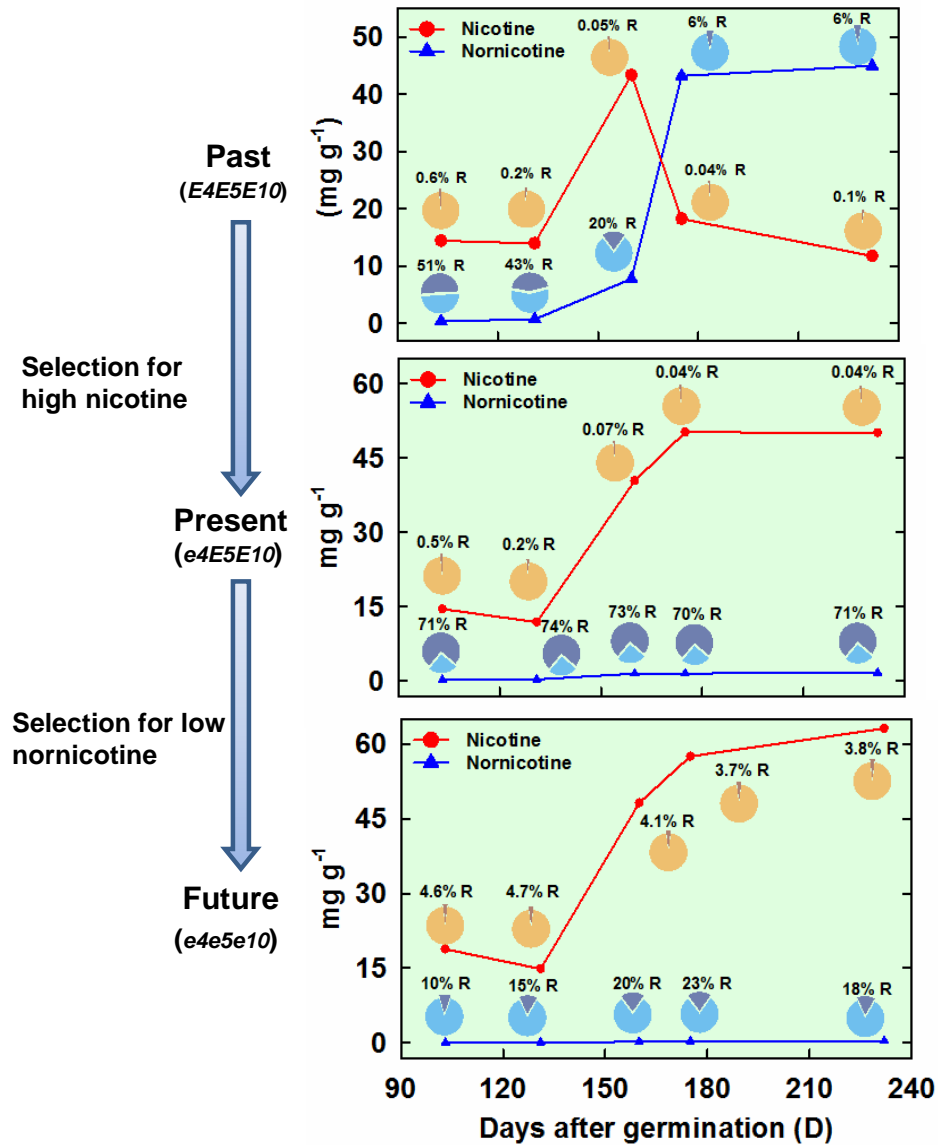 Past
(E4E5E10)
Selection for
high nicotine
Present
(e4E5E10)
Selection for low
nornicotine
Future
(e4e5e10)
Nicotine
Nornicotine
0.05% R
6% R
6% R
0.6% R
0.2% R
0.04% R
0.1% R
51% R
43% R
20% R
50
40
30
20
10
0
(mg g⁻¹)
Nicotine
Nornicotine
0.04% R
0.04% R
0.07% R
0.5% R
0.2% R
71% R
74% R
73% R
70% R
71% R
60
45
30
15
0
mg g⁻¹
Nicotine
Nornicotine
3.8% R
3.7% R
4.1% R
4.6% R
4.7% R
10% R
15% R
20% R
23% R
18% R
60
45
30
15
0
mg g⁻¹
90 120 150 180 210 240
Days after germination (D)